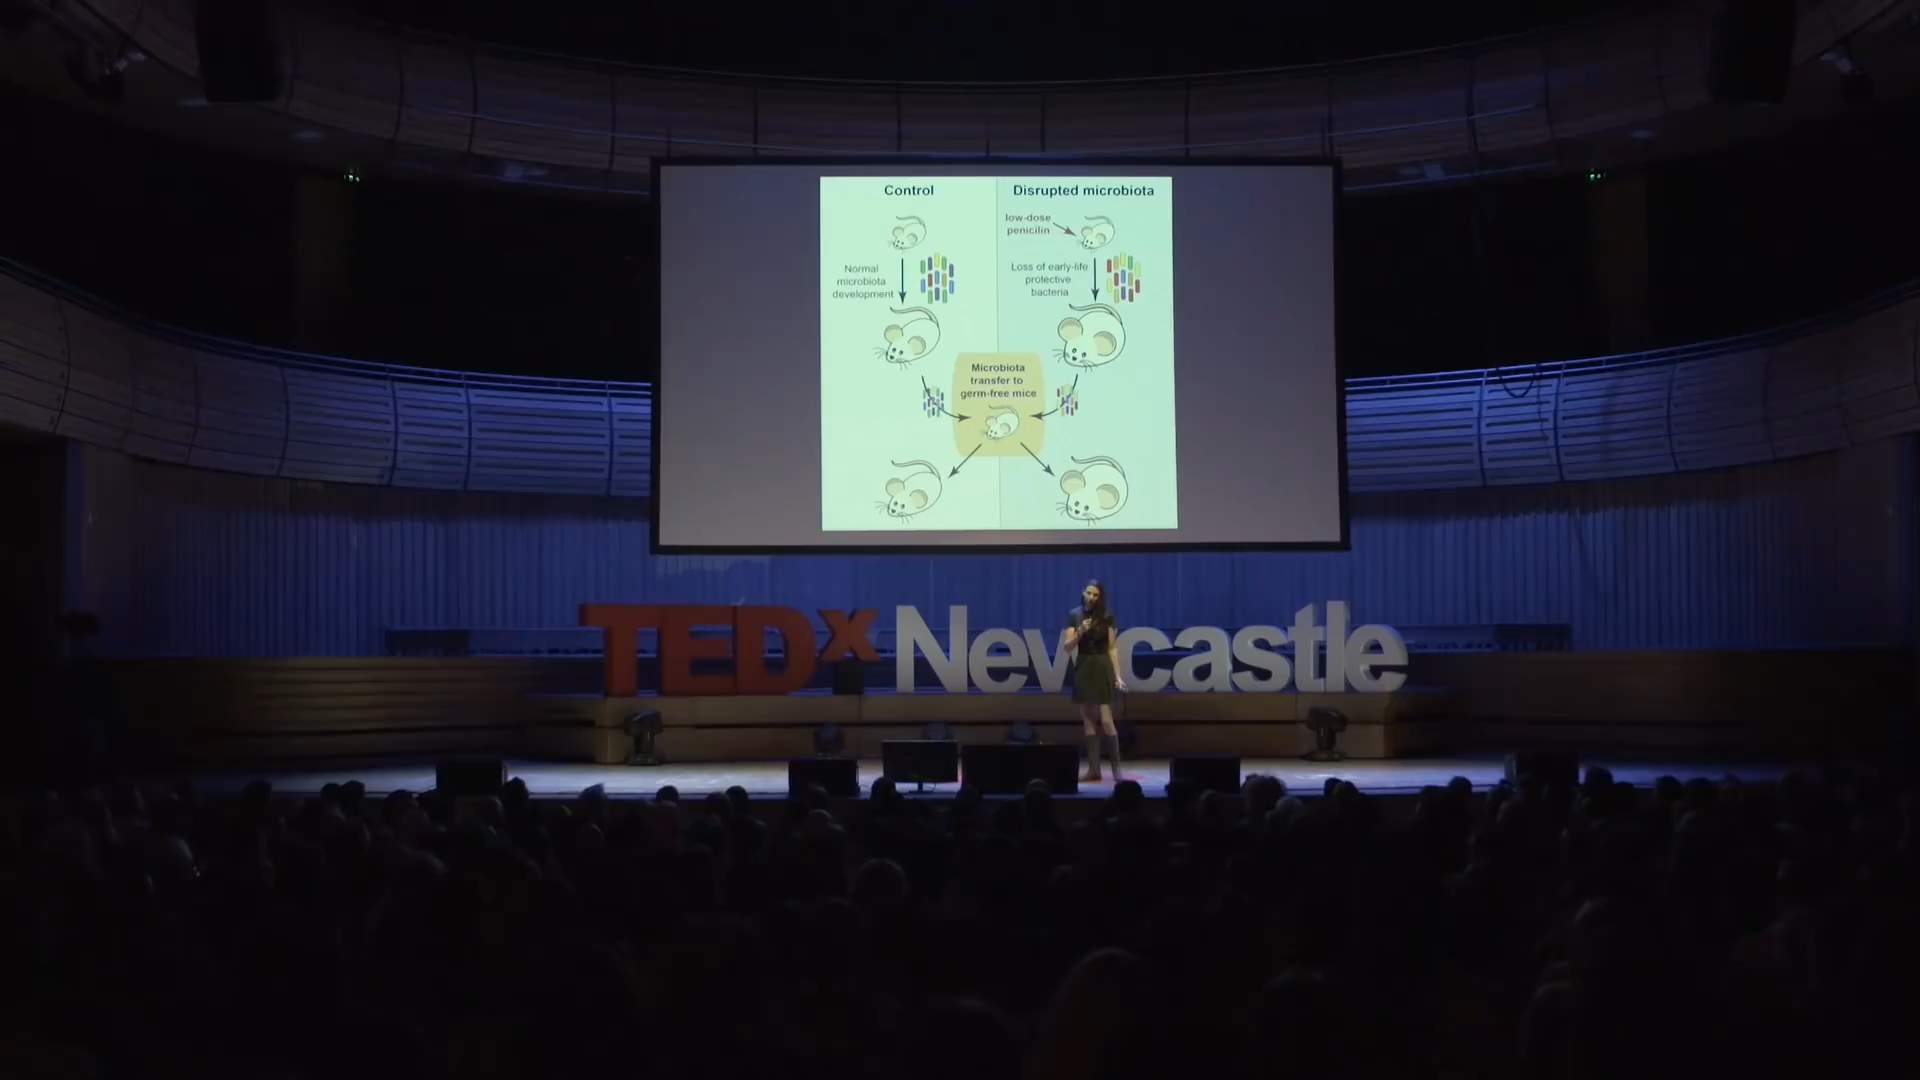 Control
Disrupted microbiota
low-dose
penicilin
Normal
microbiota
development
Loss of early-life
protective
bacteria
Microbiota
transfer to
germ-free mice
TEDx Newcastle